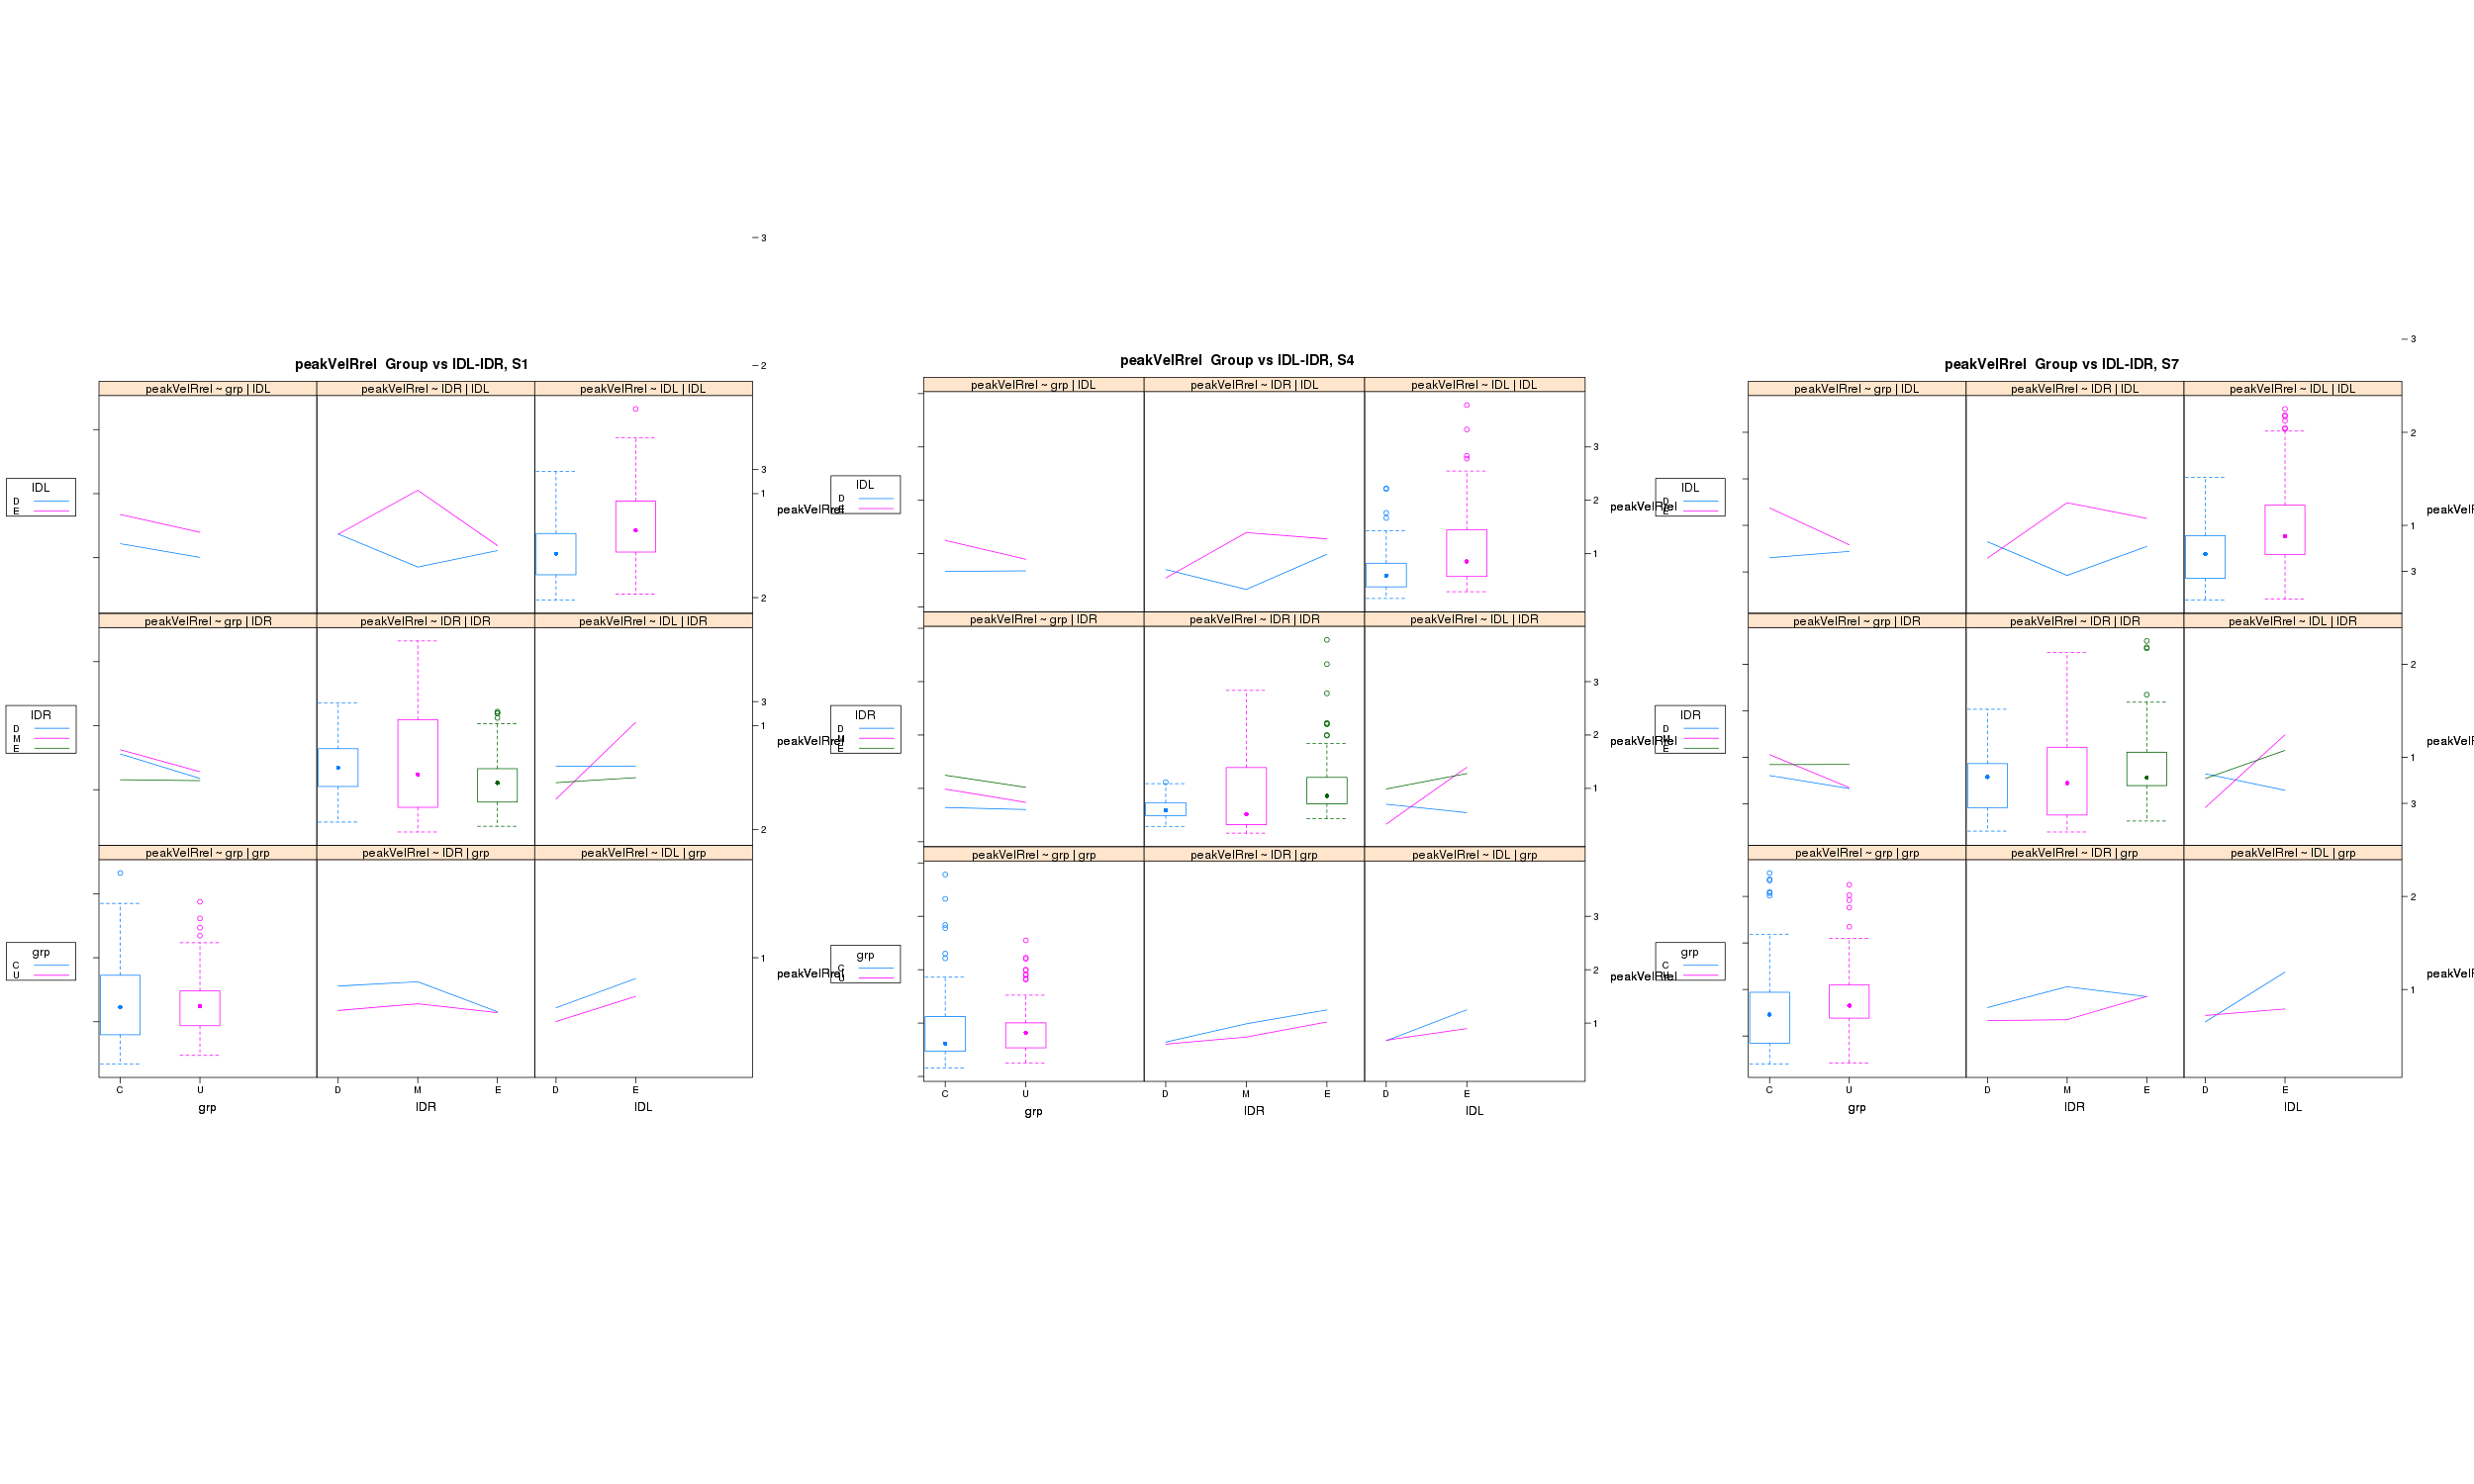 peakVelRrel  Group vs IDL-IDR, S1
3
2
peakVelRrel ~ grp | IDL
peakVelRrel ~ IDR | IDL
peakVelRrel ~ IDL | IDL
IDL
D
E
3
1
peakVelRrel
2
peakVelRrel ~ grp | IDR
peakVelRrel ~ IDR | IDR
peakVelRrel ~ IDL | IDR
IDR
D
M
E
3
1
peakVelRrel
2
peakVelRrel ~ grp | grp
peakVelRrel ~ IDR | grp
peakVelRrel ~ IDL | grp
grp
C
U
1
peakVelRrel
C U D M E D E
grp IDR IDL
peakVelRrel  Group vs IDL-IDR, S4
peakVelRrel ~ grp | IDL
peakVelRrel ~ IDR | IDL
peakVelRrel ~ IDL | IDL
IDL
D
E
3
2
1
peakVelRrel
peakVelRrel ~ grp | IDR
peakVelRrel ~ IDR | IDR
peakVelRrel ~ IDL | IDR
IDR
D
M
E
3
2
1
peakVelRrel
peakVelRrel ~ grp | grp
peakVelRrel ~ IDR | grp
peakVelRrel ~ IDL | grp
grp
C
U
3
2
1
peakVelRrel
C U D M E D E
grp IDR IDL
peakVelRrel  Group vs IDL-IDR, S7
3
peakVelRrel ~ grp | IDL
peakVelRrel ~ IDR | IDL
peakVelRrel ~ IDL | IDL
IDL
D
E
2
1
peakVelR
3
peakVelRrel ~ grp | IDR
peakVelRrel ~ IDR | IDR
peakVelRrel ~ IDL | IDR
IDR
D
M
E
2
1
peakVelR
3
peakVelRrel ~ grp | grp
peakVelRrel ~ IDR | grp
peakVelRrel ~ IDL | grp
grp
C
U
2
1
peakVelR
C U D M E D E
grp IDR IDL